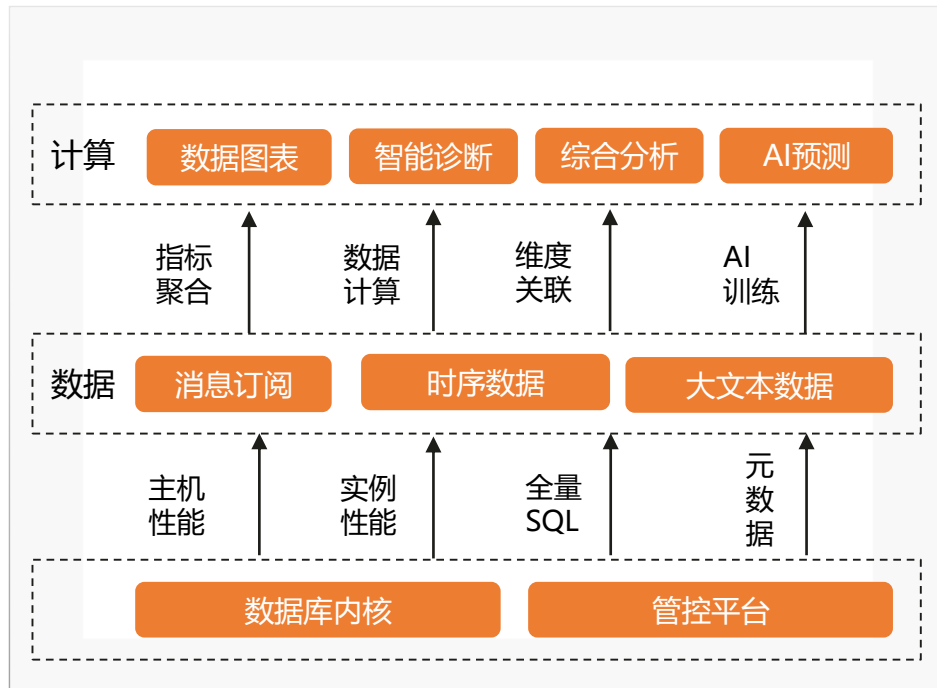 计算
数据图表
智能诊断
综合分析
AI预测
指标
聚合
数据
计算
维度
关联
AI
训练
数据
消息订阅
时序数据
大文本数据
主机
性能
实例
性能
全量
SQL
元
数
据
数据库内核
管控平台